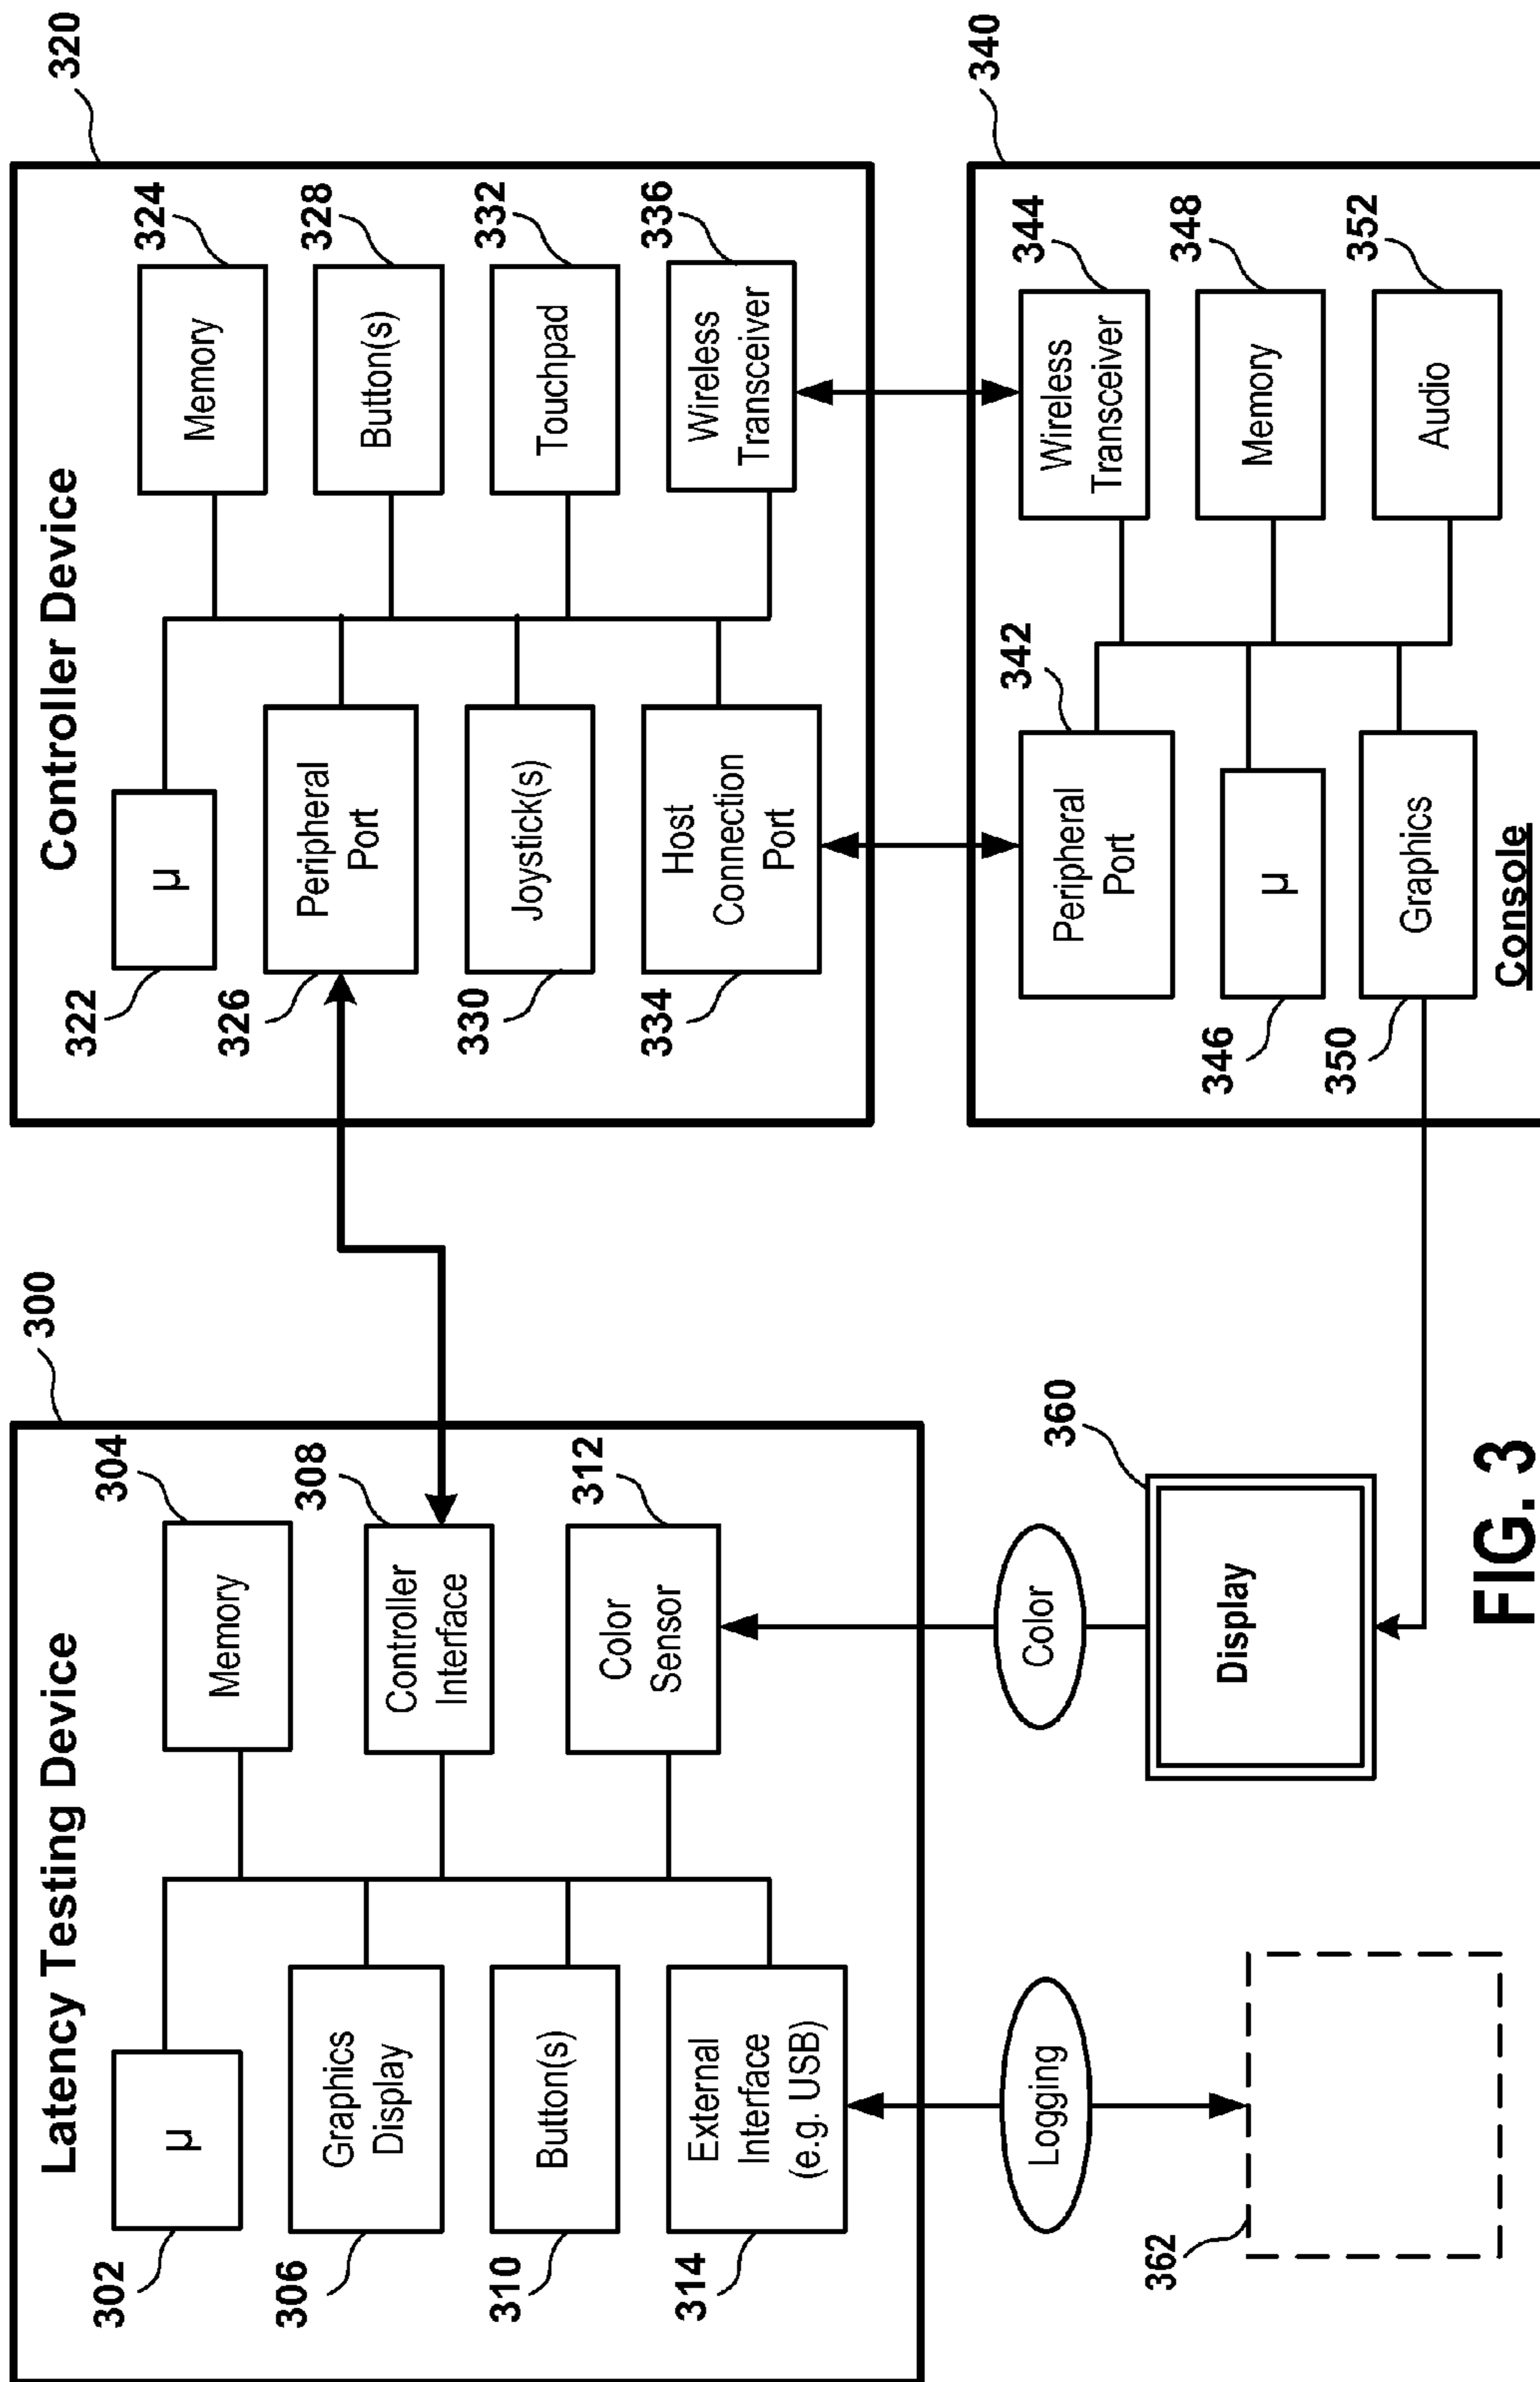 Latency Testing Device
300
302
μ
304
Memory
306
Graphics
Display
308
Controller
Interface
310
Button(s)
312
Color
Sensor
314
External
Interface
(e.g. USB)
Controller Device
320
322
μ
324
Memory
326
Peripheral
Port
328
Button(s)
330
Joystick(s)
332
Touchpad
334
Host
Connection
Port
336
Wireless
Transceiver
Logging
362
Color
360
Display
340
342
Peripheral
Port
344
Wireless
Transceiver
346
μ
348
Memory
350
Graphics
352
Audio
Console
FIG. 3